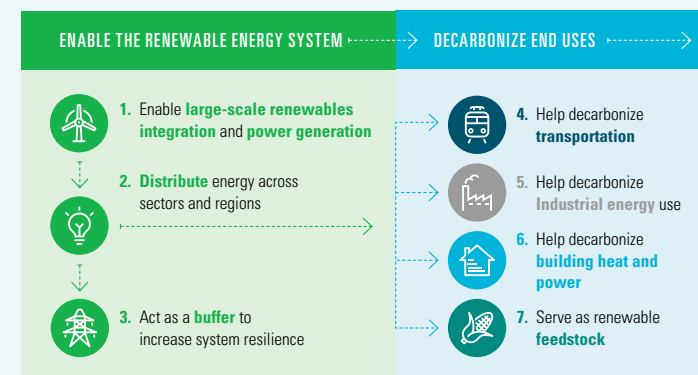 ENABLE THE RENEWABLE ENERGY SYSTEM
DECARBONIZE END USES
1. Enable large-scale renewables
integration and power generation
2. Distribute energy across
sectors and regions
3. Act as a buffer to
increase system resilience
4. Help decarbonize
transportation
5. Help decarbonize
Industrial energy use
6. Help decarbonize
building heat and
power
7. Serve as renewable
feedstock